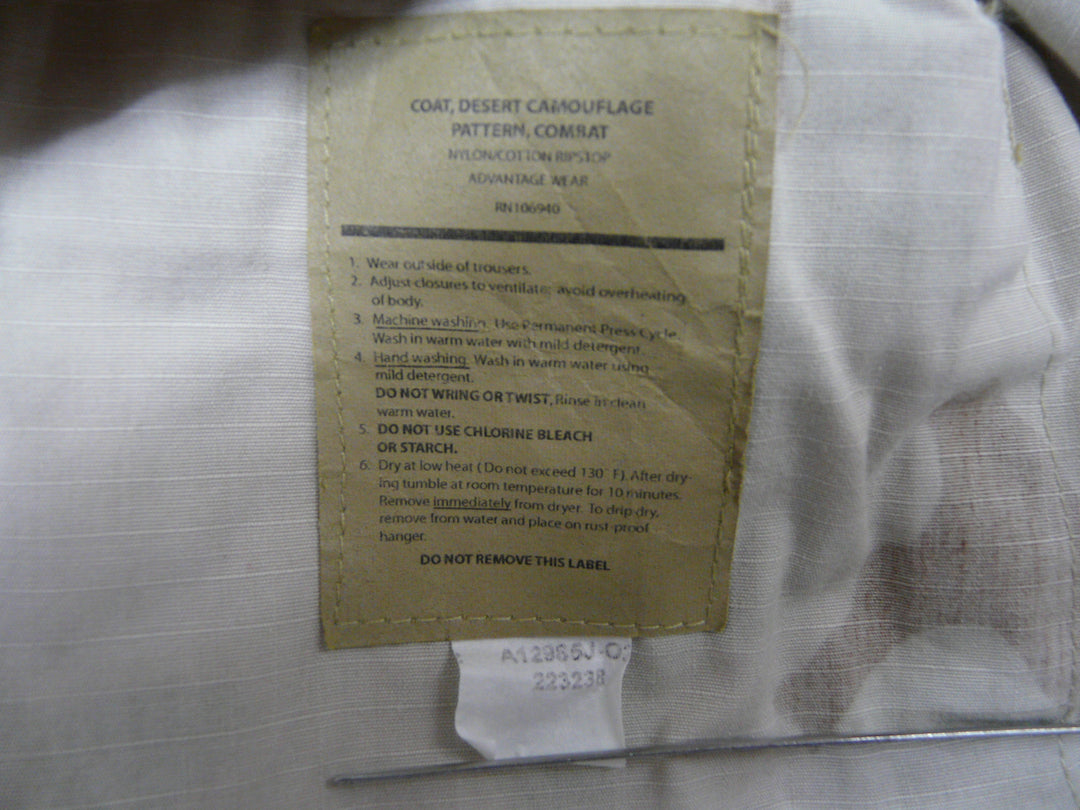 COAT, DESERT CAMOUFLAGE
PATTERN, COMBAT
NYLON/COTTON RIPSTOP
ADVANTAGE WEAR
RN106940
1. Wear outside of trousers.
2. Adjust closures to ventilate; avoid overheating
of body.
3. Machine washing. Use Permanent Press Cycle.
Wash in warm water with mild detergent.
4. Hand washing. Wash in warm water using
mild detergent.
DO NOT WRING OR TWIST, Rinse in clean
warm water.
5. DO NOT USE CHLORINE BLEACH
OR STARCH.
6. Dry at low heat ( Do not exceed 130° F). After dry-
ing tumble at room temperature for 10 minutes.
Remove immediately from dryer. To drip dry,
remove from water and place on rust-proof
hanger.
DO NOT REMOVE THIS LABEL